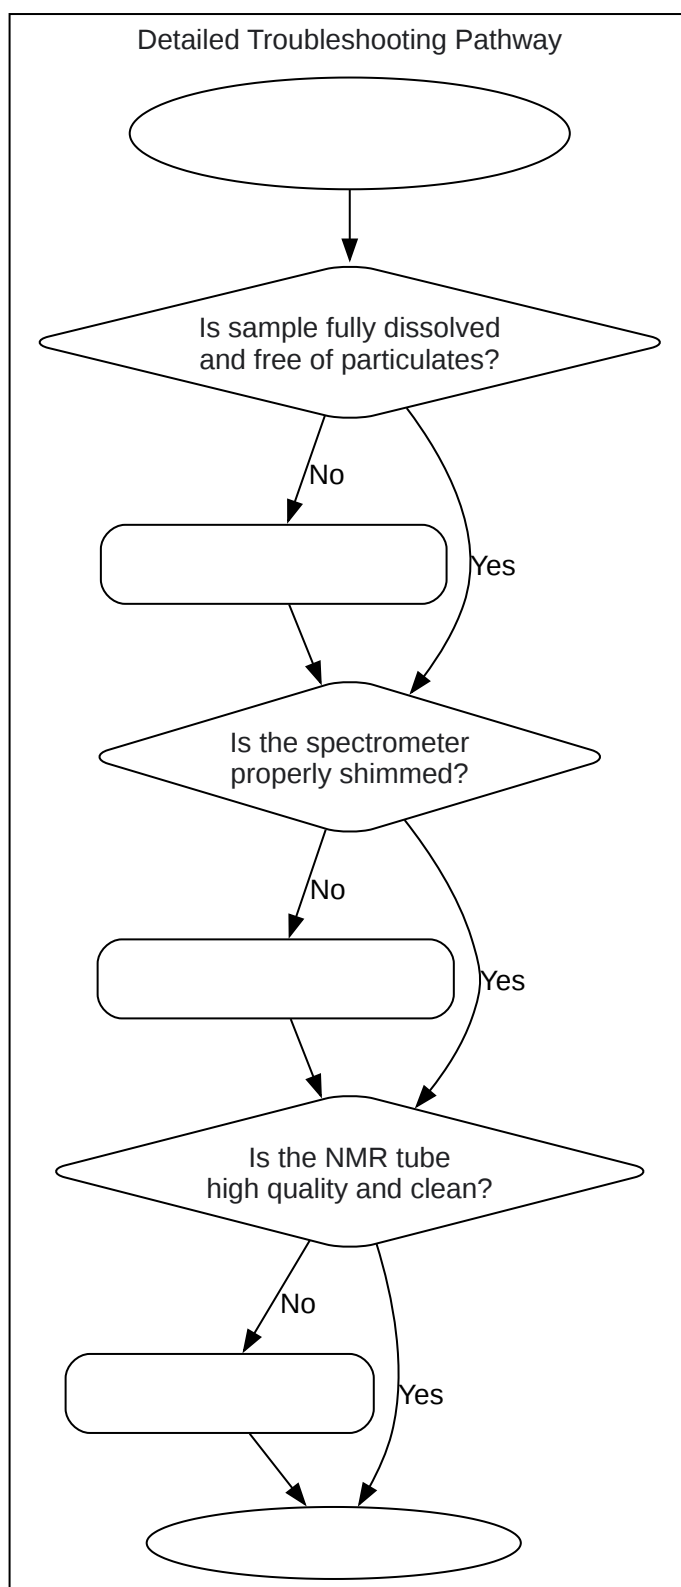 Detailed Troubleshooting Pathway
Is sample fully dissolved
and free of particulates?
No
Yes
Is the spectrometer
properly shimmed?
No
Yes
Is the NMR tube
high quality and clean?
No
Yes